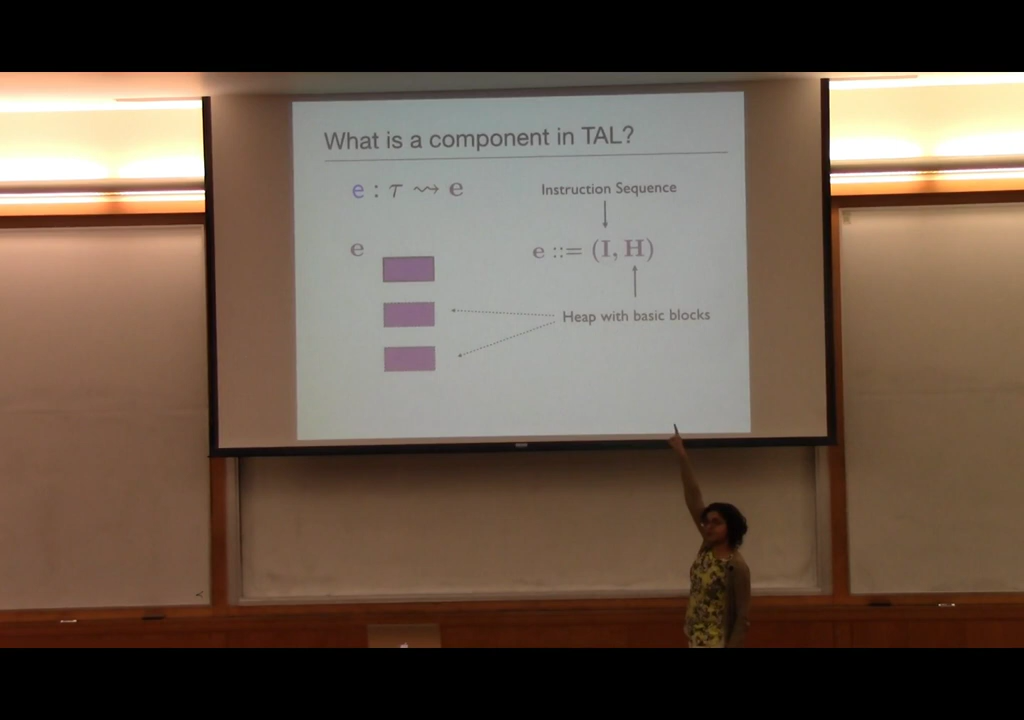 What is a component in TAL?
e : τ ⇝ e
Instruction Sequence
e
e ::= (I, H)
Heap with basic blocks